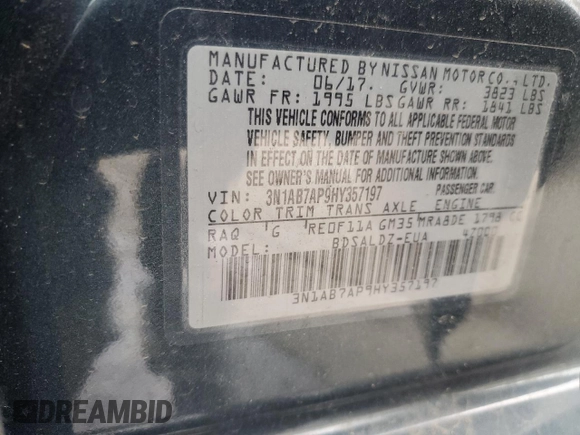 MANUFACTURED BY NISSAN MOTOR CO., LTD.
DATE: 06/17. GVWR: 3823 LBS
GAWR FR: 1995 LBS GAWR RR: 1841 LBS
THIS VEHICLE CONFORMS TO ALL APPLICABLE FEDERAL MOTOR
VEHICLE SAFETY, BUMPER AND THEFT PREVENTION STANDARDS
IN EFFECT ON THE DATE OF MANUFACTURE SHOWN ABOVE.
SEE OWNER'S MANUAL FOR ADDITIONAL INFORMATION.
VIN: 3N1AB7AP9HY357197 PASSENGER CAR
COLOR TRIM TRANS AXLE ENGINE
RAQ G RE0F11A GM35 MRA8DE 1798 CC
MODEL: BDSALDZ-EUA
3N1AB7AP9HY357197
DREAMBID